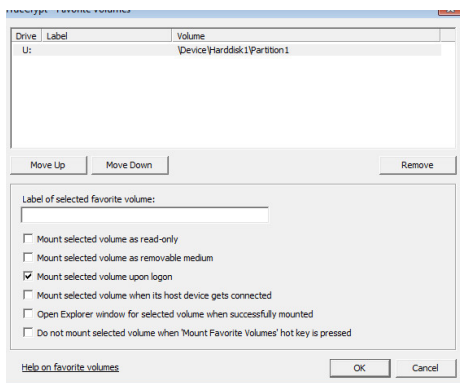 TrueCrypt - Favorite Volumes
Drive Label Volume
U: \Device\Harddisk1\Partition1
Move Up Move Down Remove
Label of selected favorite volume:
Mount selected volume as read-only
Mount selected volume as removable medium
Mount selected volume upon logon
Mount selected volume when its host device gets connected
Open Explorer window for selected volume when successfully mounted
Do not mount selected volume when 'Mount Favorite Volumes' hot key is pressed
Help on favorite volumes OK Cancel